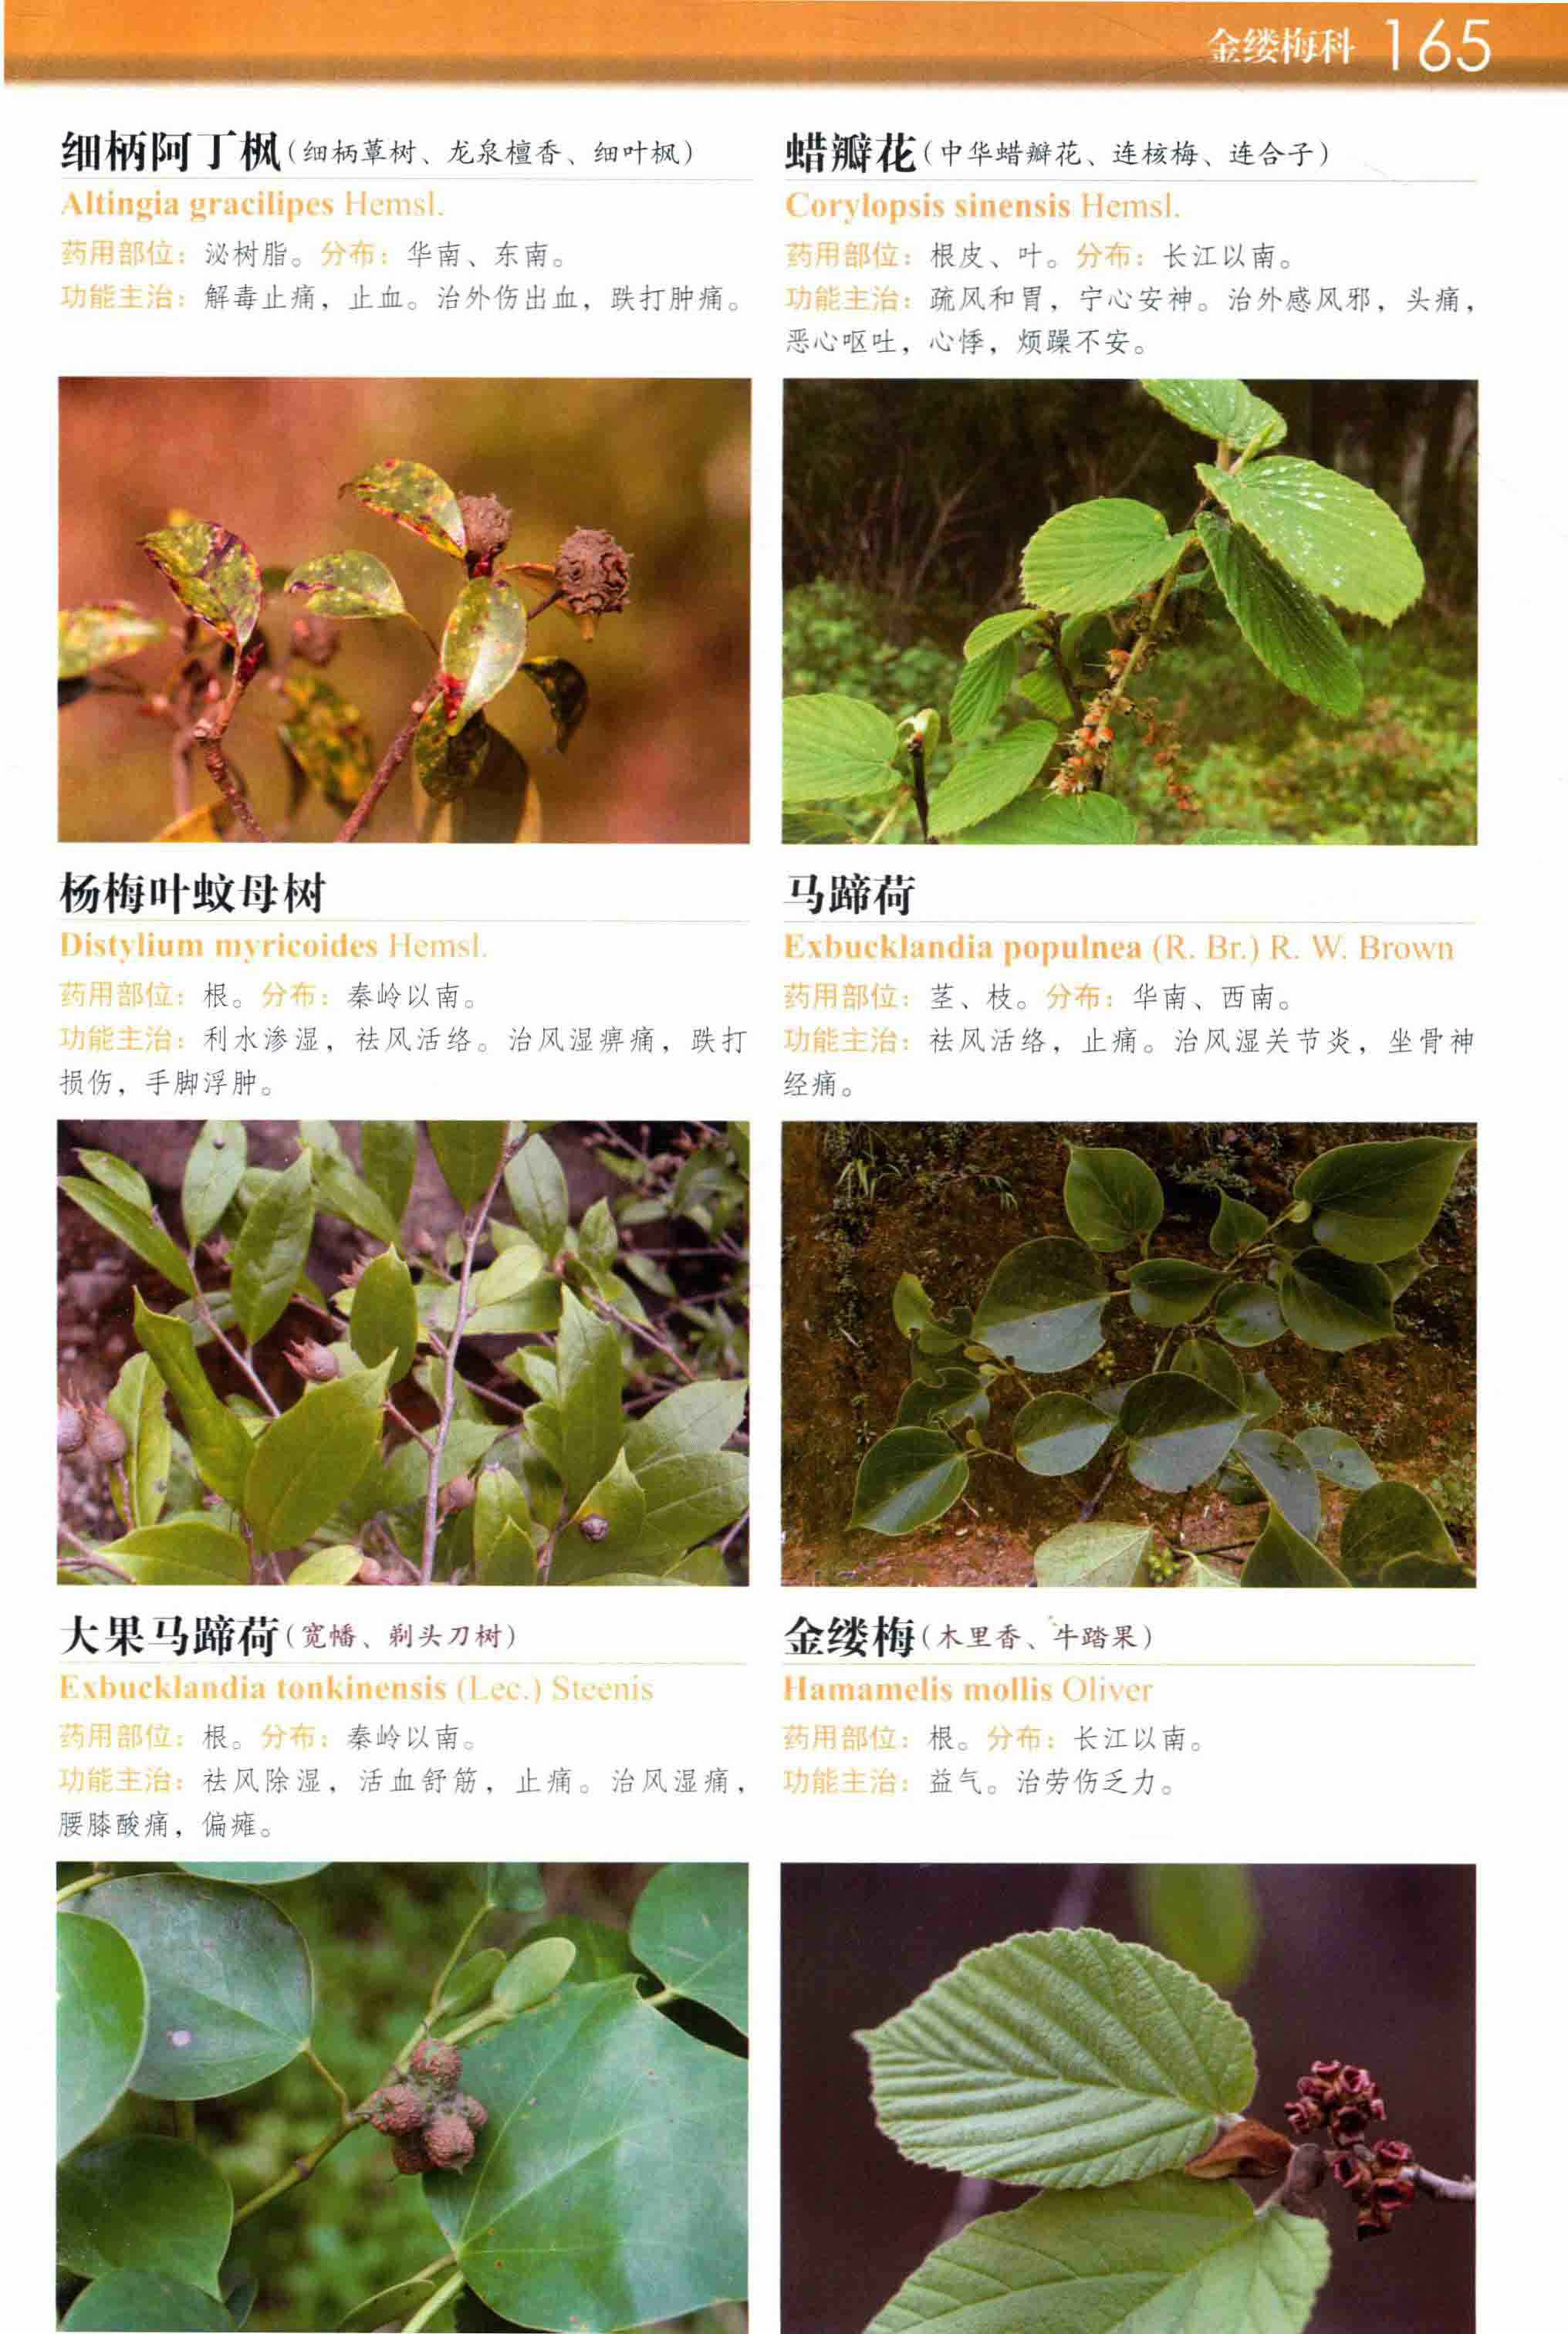 金缕梅科 165
细柄阿丁枫（细柄蕈树、龙泉檀香、细叶枫）
Altingia gracilipes Hemsl.
药用部位：泌树脂。分布：华南、东南。
功能主治：解毒止痛，止血。治外伤出血，跌打肿痛。
蜡瓣花（中华蜡瓣花、连核梅、连合子）
Corylopsis sinensis Hemsl.
药用部位：根皮、叶。分布：长江以南。
功能主治：疏风和胃，宁心安神。治外感风邪，头痛，
恶心呕吐，心悸，烦躁不安。
杨梅叶蚊母树
Distylium myricoides Hemsl.
药用部位：根。分布：秦岭以南。
功能主治：利水渗湿，祛风活络。治风湿痹痛，跌打
损伤，手脚浮肿。
马蹄荷
Exbucklandia populnea (R. Br.) R. W. Brown
药用部位：茎、枝。分布：华南、西南。
功能主治：祛风活络，止痛。治风湿关节炎，坐骨神
经痛。
大果马蹄荷（宽幡、剃头刀树）
Exbucklandia tonkinensis (Lec.) Steenis
药用部位：根。分布：秦岭以南。
功能主治：祛风除湿，活血舒筋，止痛。治风湿痛，
腰膝酸痛，偏瘫。
金缕梅（木里香、牛踏果）
Hamamelis mollis Oliver
药用部位：根。分布：长江以南。
功能主治：益气。治劳伤乏力。